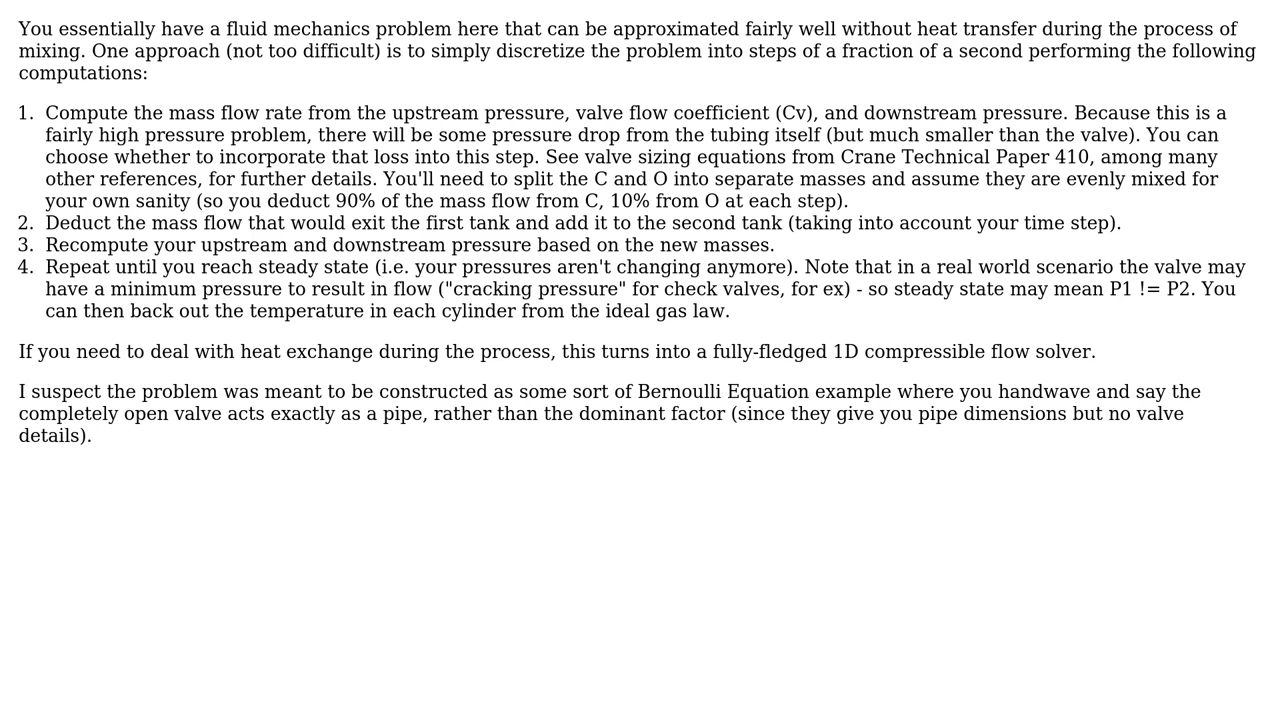 You essentially have a fluid mechanics problem here that can be approximated fairly well without heat transfer during the process of
mixing. One approach (not too difficult) is to simply discretize the problem into steps of a fraction of a second performing the following
computations:
1. Compute the mass flow rate from the upstream pressure, valve flow coefficient (Cv), and downstream pressure. Because this is a
fairly high pressure problem, there will be some pressure drop from the tubing itself (but much smaller than the valve). You can
choose whether to incorporate that loss into this step. See valve sizing equations from Crane Technical Paper 410, among many
other references, for further details. You'll need to split the C and O into separate masses and assume they are evenly mixed for
your own sanity (so you deduct 90% of the mass flow from C, 10% from O at each step).
2. Deduct the mass flow that would exit the first tank and add it to the second tank (taking into account your time step).
3. Recompute your upstream and downstream pressure based on the new masses.
4. Repeat until you reach steady state (i.e. your pressures aren't changing anymore). Note that in a real world scenario the valve may
have a minimum pressure to result in flow ("cracking pressure" for check valves, for ex) - so steady state may mean P1 != P2. You
can then back out the temperature in each cylinder from the ideal gas law.
If you need to deal with heat exchange during the process, this turns into a fully-fledged 1D compressible flow solver.
I suspect the problem was meant to be constructed as some sort of Bernoulli Equation example where you handwave and say the
completely open valve acts exactly as a pipe, rather than the dominant factor (since they give you pipe dimensions but no valve
details).